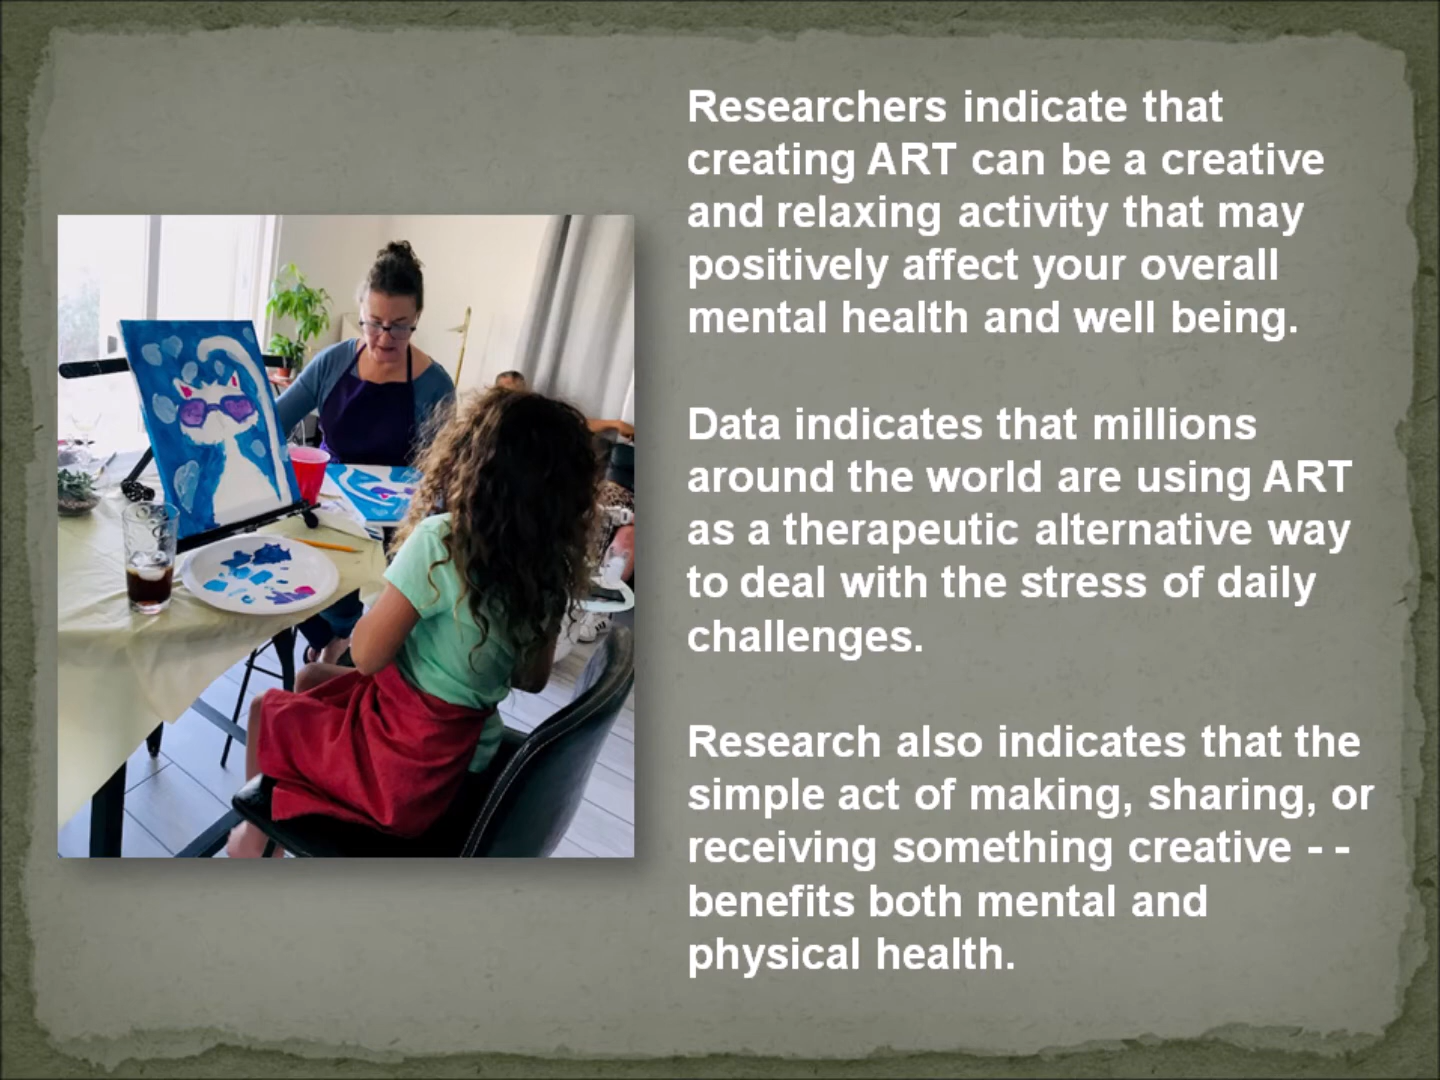 Researchers indicate that
creating ART can be a creative
and relaxing activity that may
positively affect your overall
mental health and well being.
Data indicates that millions
around the world are using ART
as a therapeutic alternative way
to deal with the stress of daily
challenges.
Research also indicates that the
simple act of making, sharing, or
receiving something creative - -
benefits both mental and
physical health.